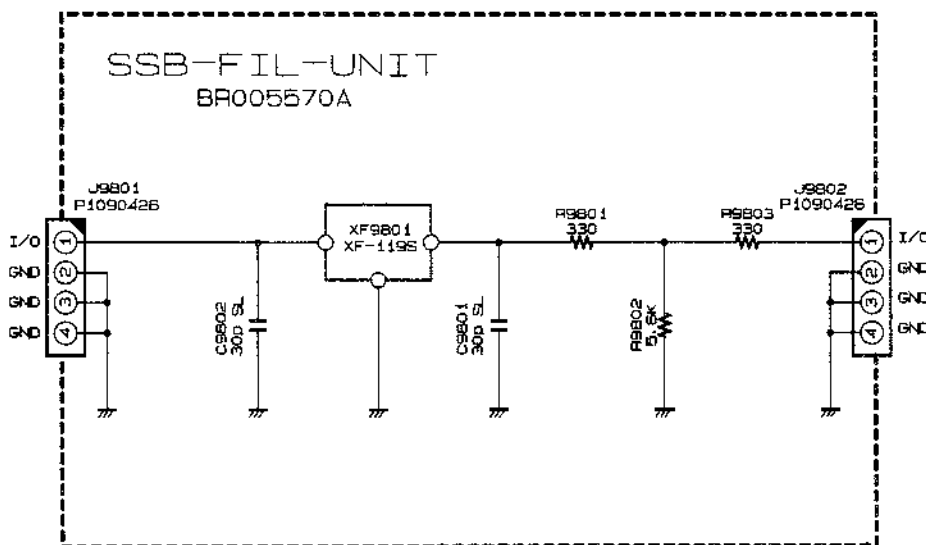 SSB-FIL-UNIT
BR005570A
J9801
P1090426
J9802
P1090426
I/O
1
GND
2
GND
3
GND
4
XF9801
XF-119S
R9801
330
R9803
330
C9802
30p SL
C9801
30p SL
R9802
5.6K
1
I/O
2
GND
3
GND
4
GND